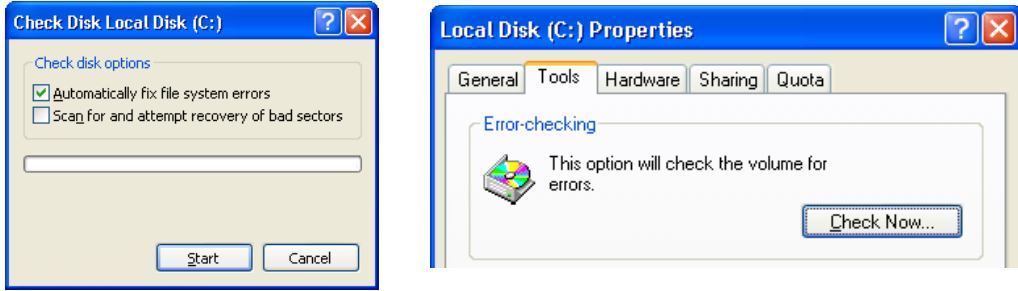 Check Disk Local Disk (C:)
Check disk options
Automatically fix file system errors
Scan for and attempt recovery of bad sectors
Start
Cancel
Local Disk (C:) Properties
General
Tools
Hardware
Sharing
Quota
Error-checking
This option will check the volume for
errors.
Check Now...